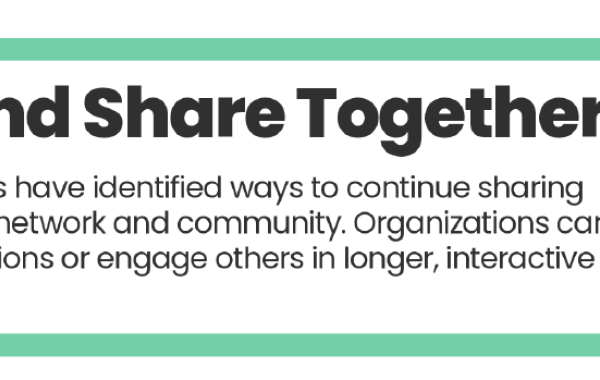 nd Share Together
s have identified ways to continue sharing
network and community. Organizations can
ions or engage others in longer, interactive